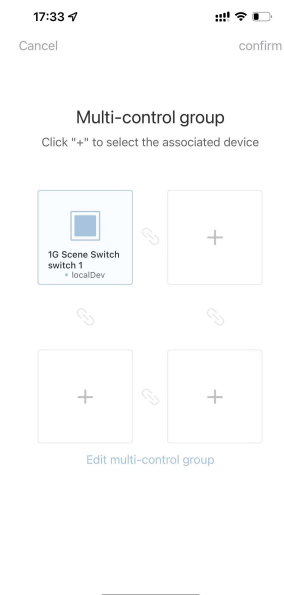 17:33
Cancel
confirm
Multi-control group
Click "+" to select the associated device
1G Scene Switch
switch 1
localDev
Edit multi-control group